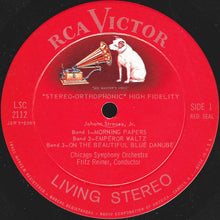 RCA VICTOR
"HIS MASTER'S VOICE"
"STEREO-ORTHOPHONIC" HIGH FIDELITY
LSC
2112
SIDE 1
RED SEAL
Johann Strauss, Jr.
Band 1-MORNING PAPERS
Band 2-EMPEROR WALTZ
Band 3-ON THE BEAUTIFUL BLUE DANUBE
Chicago Symphony Orchestra
Fritz Reiner, Conductor
LIVING STEREO